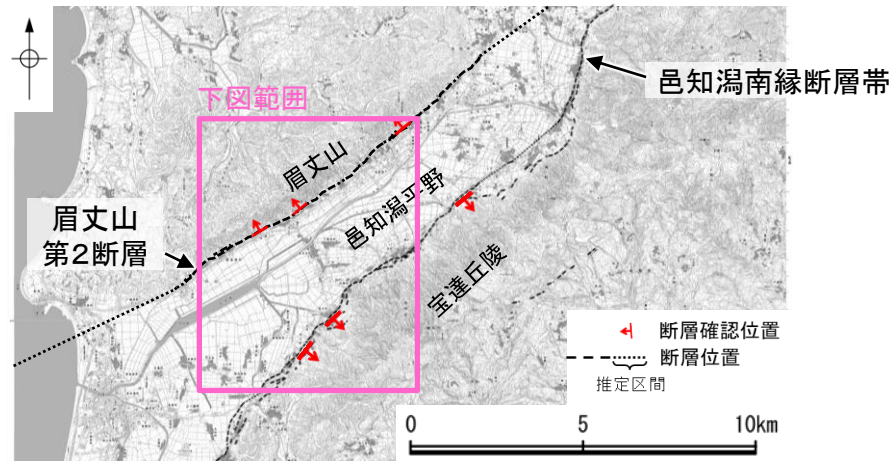 下図範囲
邑知潟南縁断層帯
眉丈山
邑知潟平野
眉丈山
第2断層
宝達丘陵
断層確認位置
断層位置
推定区間
0 5 10km